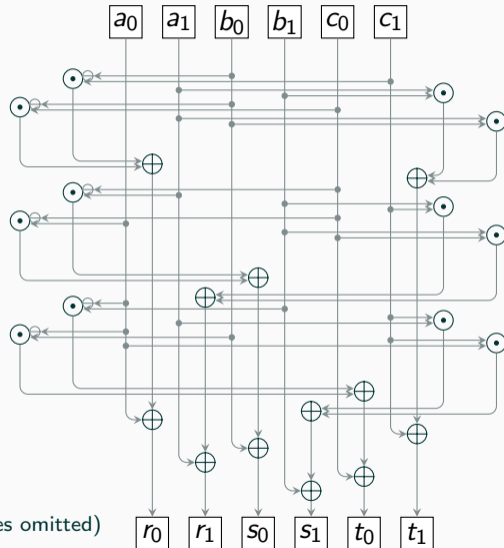 a₀ a₁ b₀ b₁ c₀ c₁
es omitted)
r₀ r₁ s₀ s₁ t₀ t₁